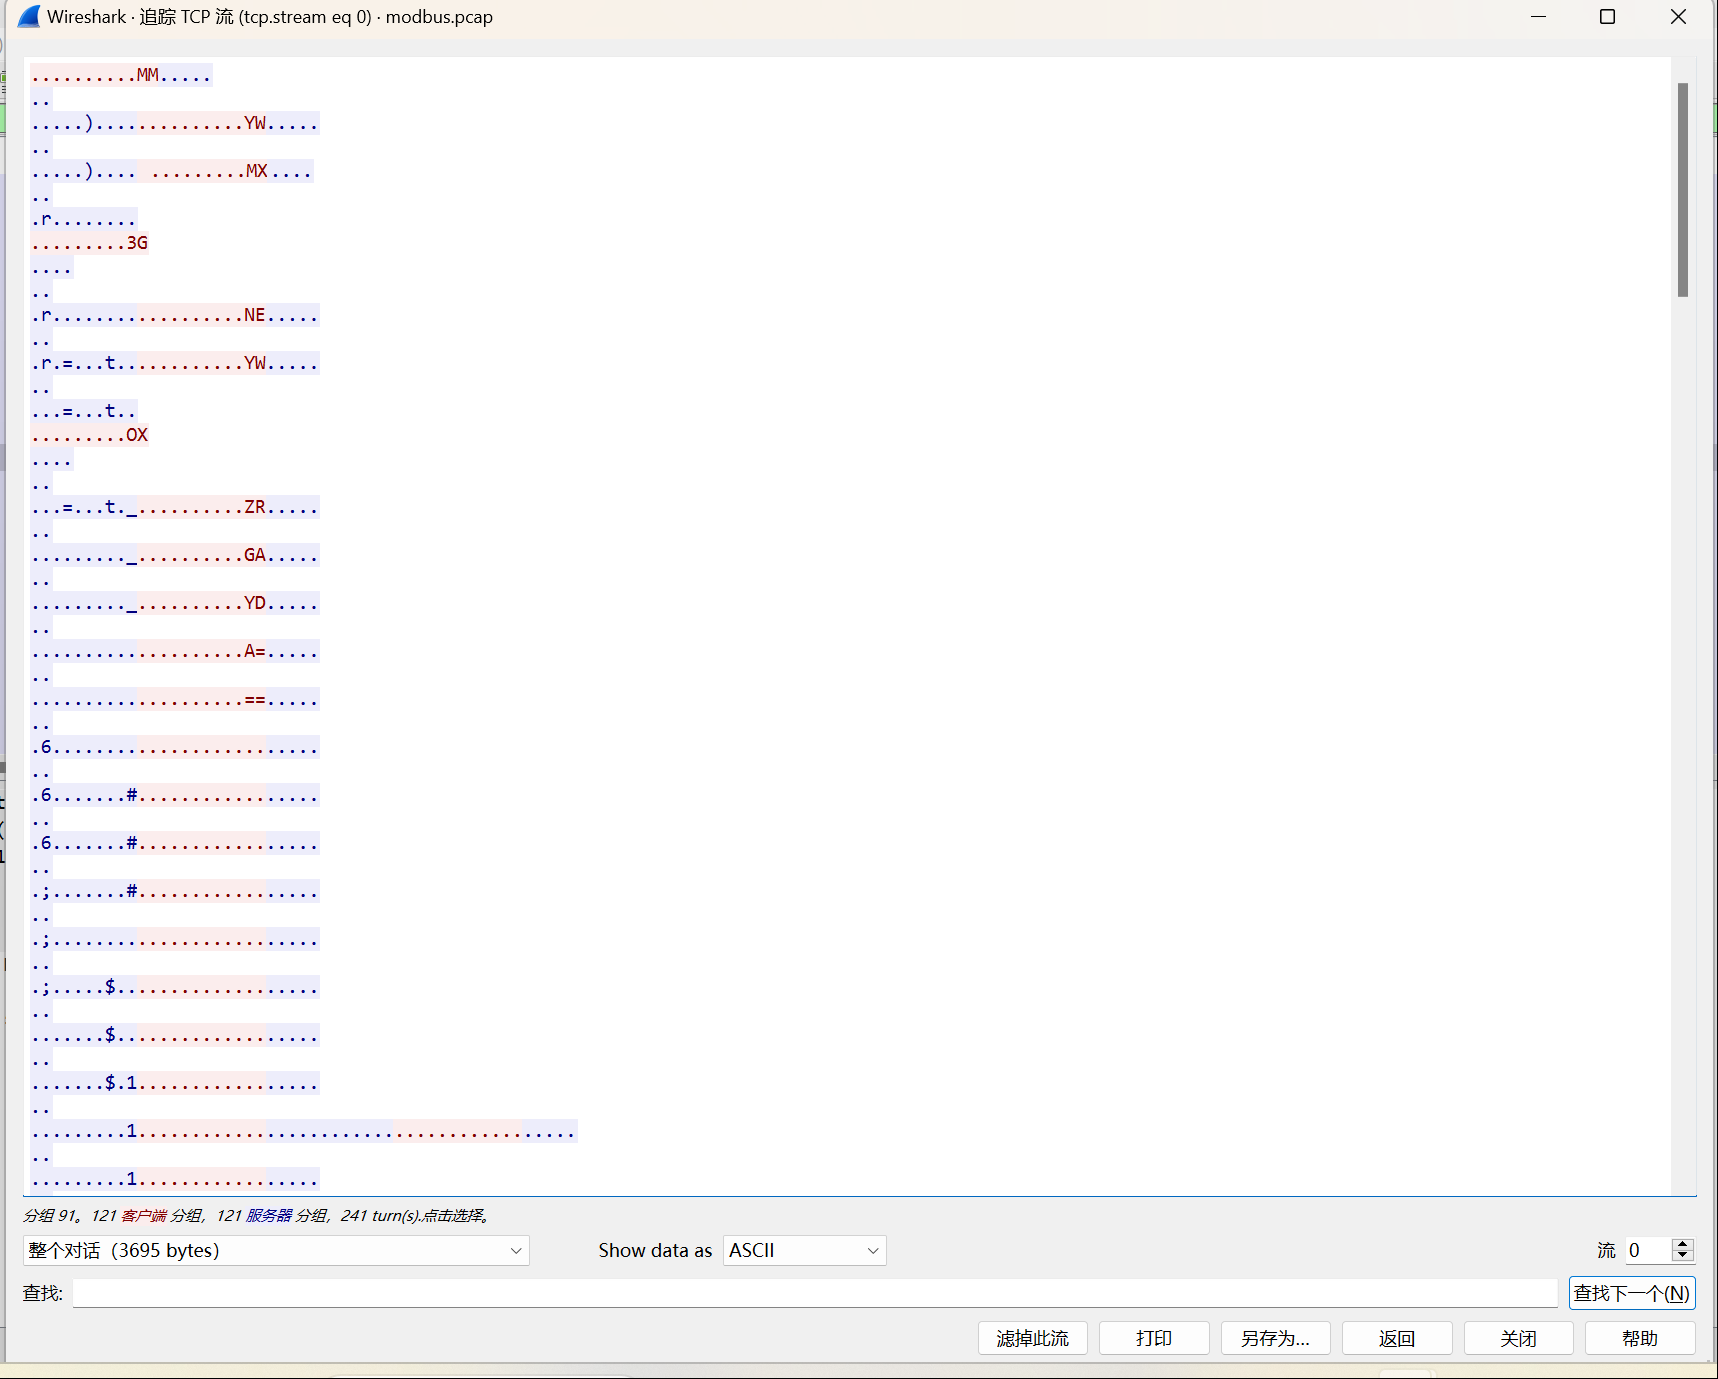 Wireshark · 追踪 TCP 流 (tcp.stream eq 0) · modbus.pcap
..........MM.....
..
.....)..............YW.....
..
.....).... .........MX....
..
.r........
.........3G
....
..
.r..................NE.....
..
.r.=...t............YW.....
..
...=...t..
.........OX
....
..
...=...t._..........ZR.....
..
........._..........GA.....
..
........._..........YD.....
..
....................A=.....
..
....................==.....
..
.6.........................
..
.6.......#.................
..
.6.......#.................
..
.;.......#.................
..
.;.........................
..
.;.....$...................
..
.......$...................
..
.......$.1.................
..
.........1.........................................
..
.........1.................
分组 91。121 客户端 分组，121 服务器 分组，241 turn(s).点击选择。
整个对话（3695 bytes） Show data as ASCII 流 0
查找: 查找下一个(N)
滤掉此流 打印 另存为... 返回 关闭 帮助